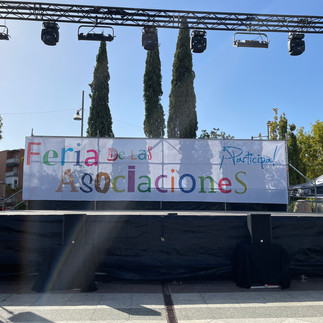 Feria DE LAS
AsociacioneS
¡Participa!